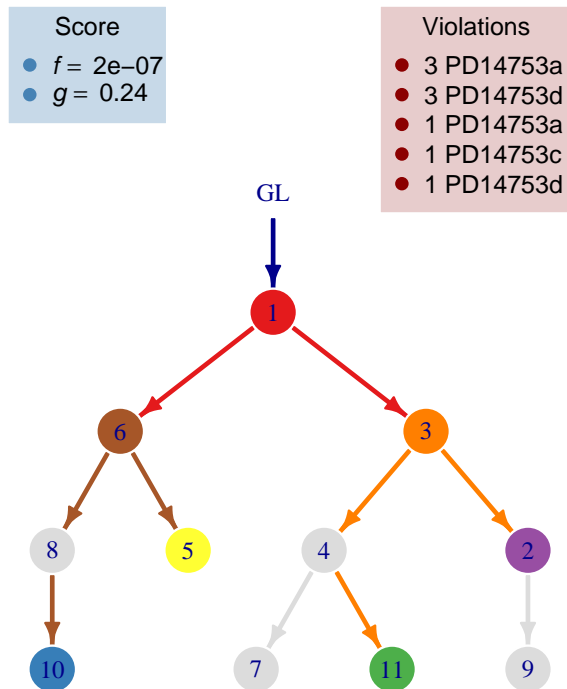 Score
f = 2e−07
g = 0.24
Violations
3 PD14753a
3 PD14753d
1 PD14753a
1 PD14753c
1 PD14753d
GL
1
6
3
8
5
4
2
10
7
11
9